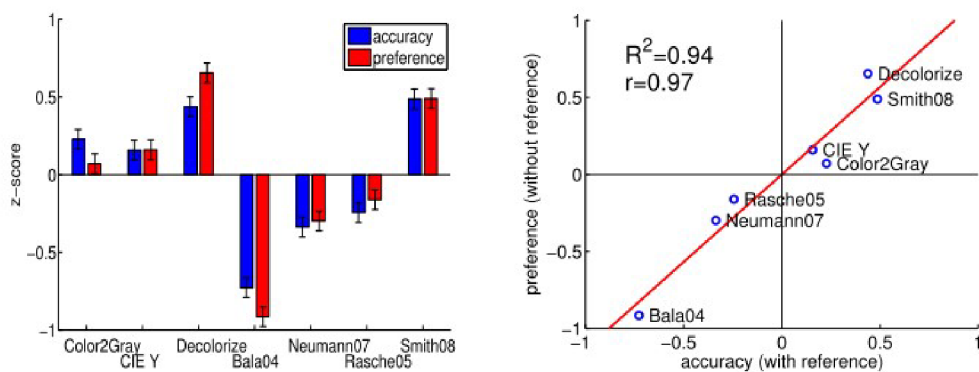 1
0.5
0
−0.5
−1
z−score
accuracy
preference
Color2Gray
CIE Y
Decolorize
Bala04
Neumann07
Rasche05
Smith08
1
0.5
0
−0.5
−1
preference (without reference)
R²=0.94
r=0.97
Decolorize
Smith08
CIE Y
Color2Gray
Rasche05
Neumann07
Bala04
−1
−0.5
0
0.5
1
accuracy (with reference)